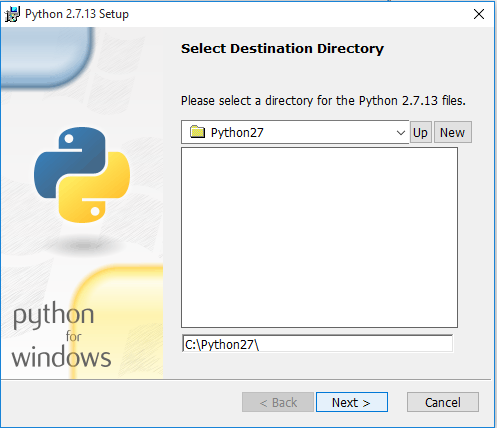 Python 2.7.13 Setup
Select Destination Directory
Please select a directory for the Python 2.7.13 files.
Python27
Up
New
python
for
windows
C:\Python27\
< Back
Next >
Cancel